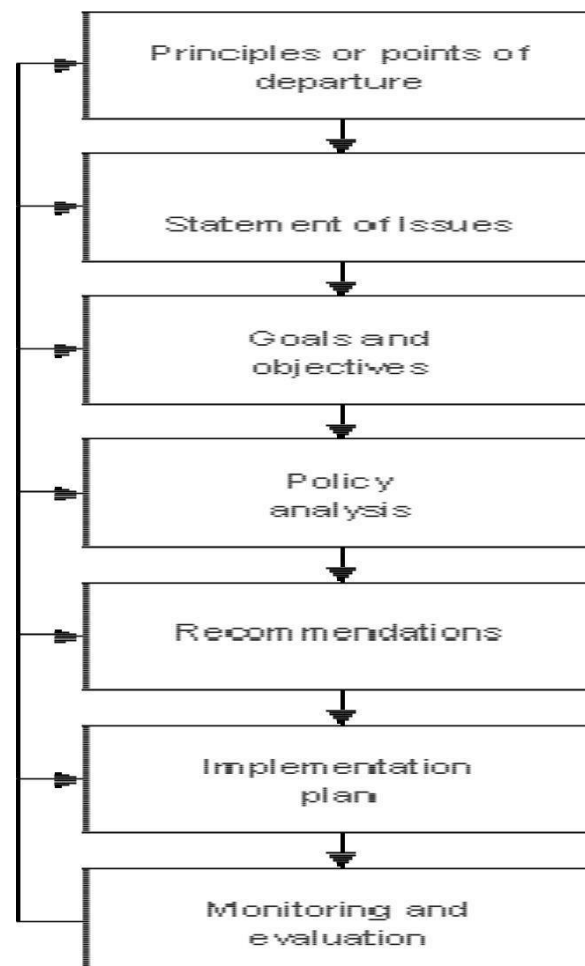 Principles or points of
departure
Statement of Issues
Goals and
objectives
Policy
analysis
Recommendations
Implementation
plan
Monitoring and
evaluation